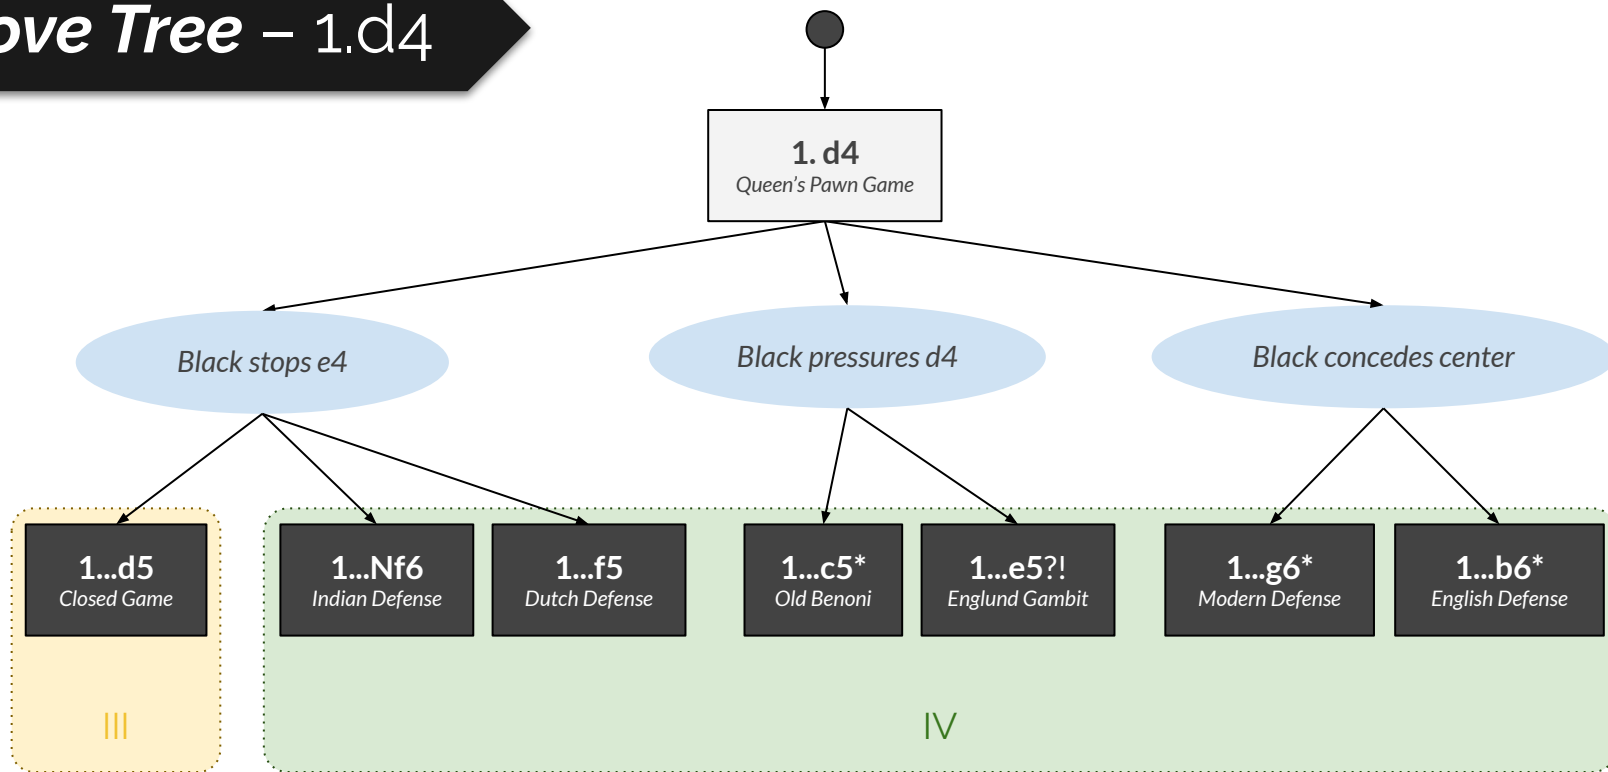 ove Tree – 1.d4
1. d4
Queen's Pawn Game
Black stops e4
Black pressures d4
Black concedes center
1...d5
Closed Game
1...Nf6
Indian Defense
1...f5
Dutch Defense
1...c5*
Old Benoni
1...e5?!
Englund Gambit
1...g6*
Modern Defense
1...b6*
English Defense
III
IV